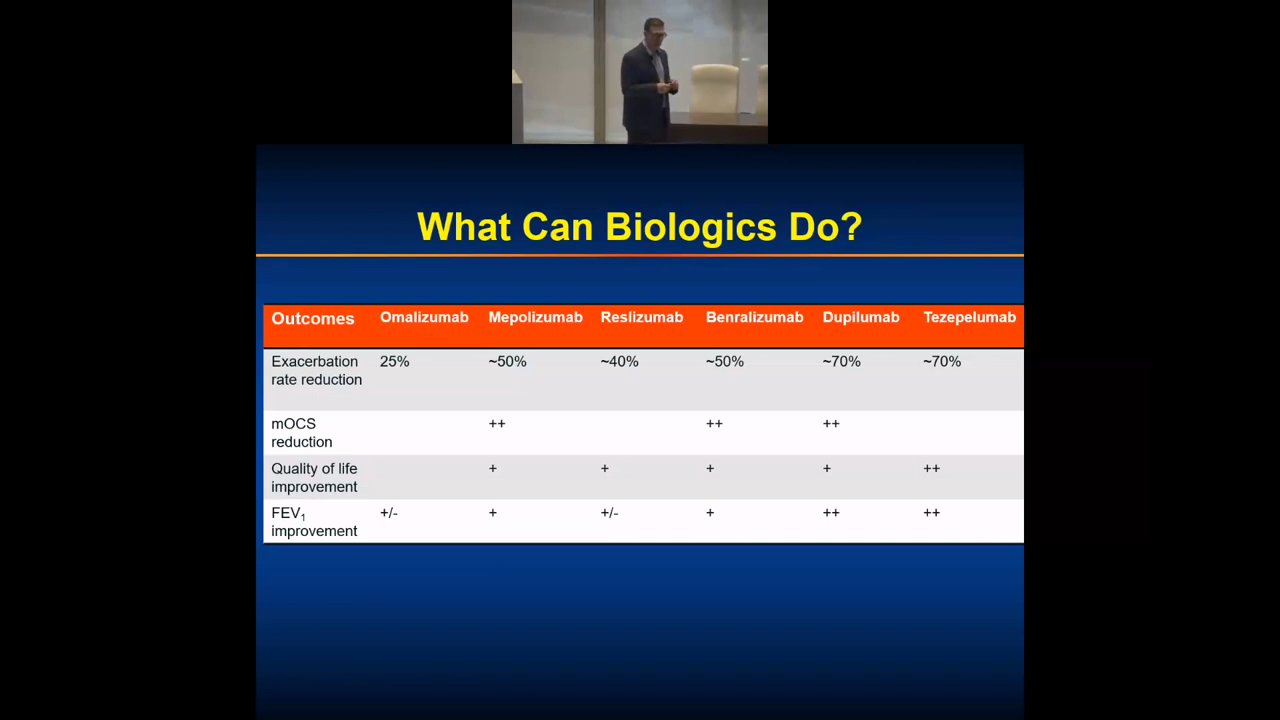 What Can Biologics Do?
Outcomes Omalizumab Mepolizumab Reslizumab Benralizumab Dupilumab Tezepelumab
Exacerbation 25% ~50% ~40% ~50% ~70% ~70%
rate reduction
mOCS ++ ++ ++
reduction
Quality of life + + + + ++
improvement
FEV₁ +/- + +/- + ++ ++
improvement